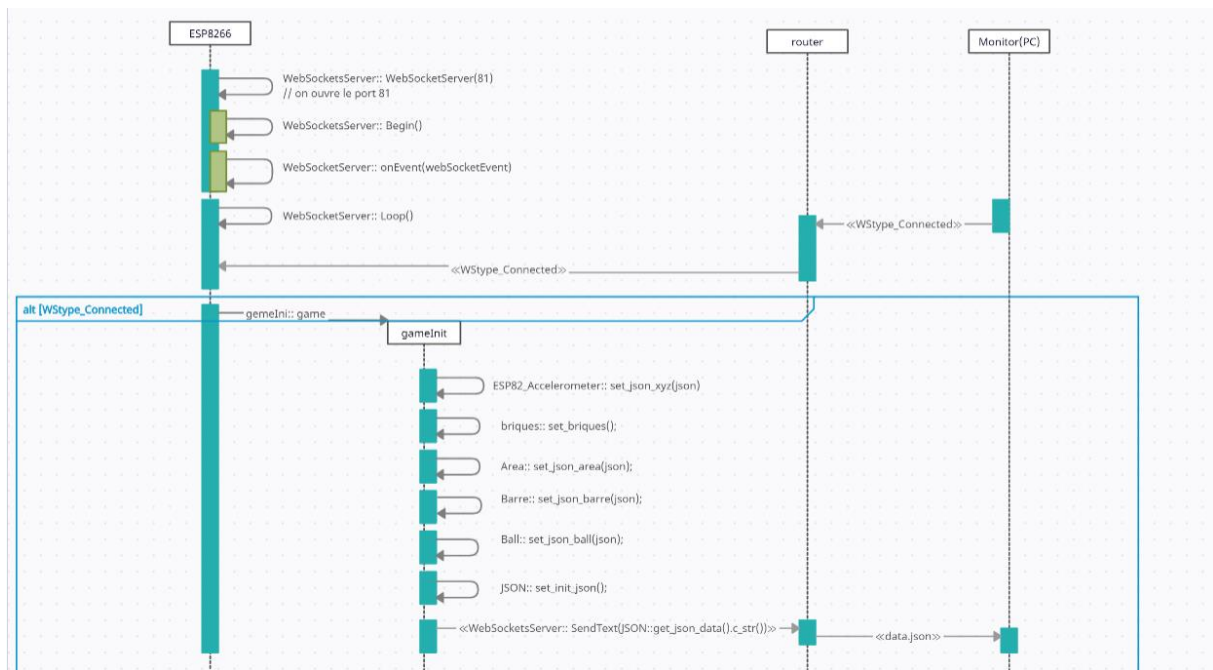 ESP8266
router
Monitor(PC)
WebSocketsServer:: WebSocketServer(81)
// on ouvre le port 81
WebSocketsServer:: Begin()
WebSocketServer:: onEvent(webSocketEvent)
WebSocketServer:: Loop()
≪WStype_Connected≫
≪WStype_Connected≫
alt [WStype_Connected]
gemeIni:: game
gameInit
ESP82_Accelerometer:: set_json_xyz(json)
briques:: set_briques();
Area:: set_json_area(json);
Barre:: set_json_barre(json);
Ball:: set_json_ball(json);
JSON:: set_init_json();
≪WebSocketsServer:: SendText(JSON::get_json_data().c_str())≫
≪data.json≫